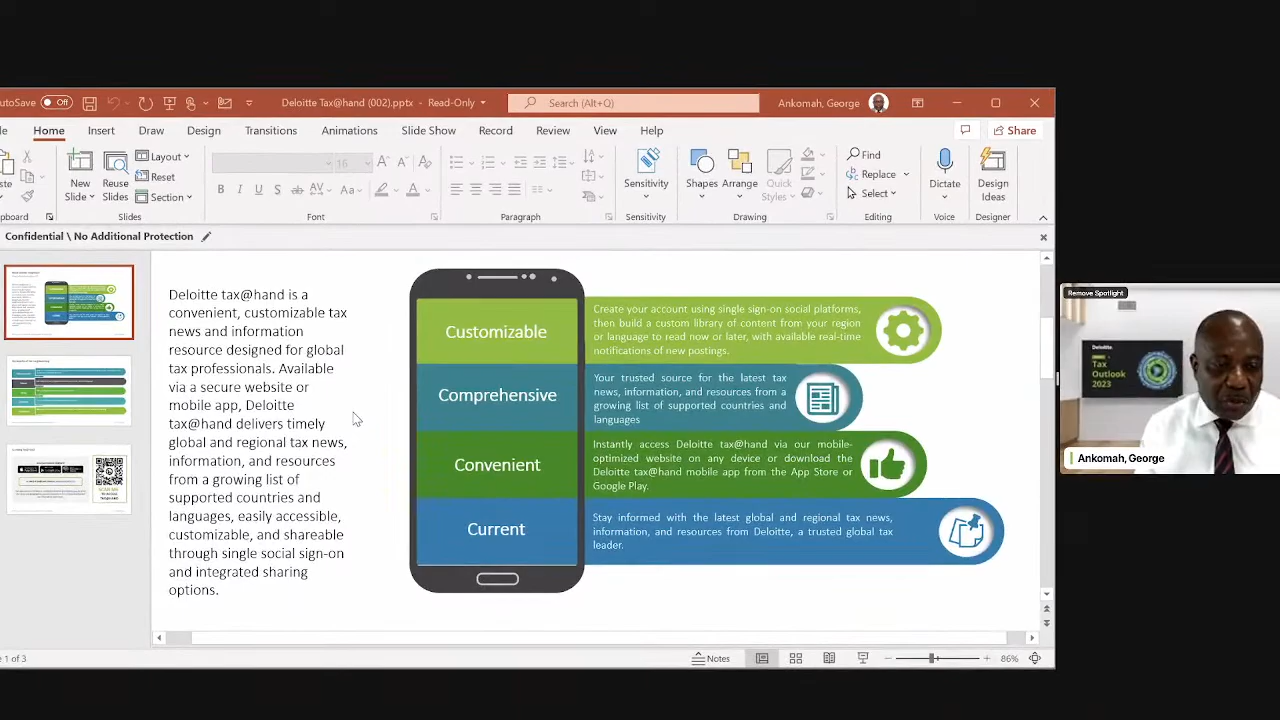 AutoSave Off
Deloitte Tax@hand (002).pptx - Read-Only
Search (Alt+Q)
Ankomah, George
Home Insert Draw Design Transitions Animations Slide Show Record Review View Help
Share
New Slide
Reuse Slides
Layout
Reset
Section
Slides
16
Font
Paragraph
Sensitivity
Sensitivity
Shapes
Arrange
Quick Styles
Drawing
Find
Replace
Select
Editing
Dictate
Voice
Design Ideas
Designer
Confidential \ No Additional Protection
Deloitte tax@hand is a
convenient, customizable tax
news and information
resource designed for global
tax professionals. Available
via a secure website or
mobile app, Deloitte
tax@hand delivers timely
global and regional tax news,
information, and resources
from a growing list of
supported countries and
languages, easily accessible,
customizable, and shareable
through single social sign-on
and integrated sharing
options.
Customizable
Create your account using single sign-on social platforms,
then build a custom library of content from your region
or language to read now or later, with available real-time
notifications of new postings.
Comprehensive
Your trusted source for the latest tax
news, information, and resources from a
growing list of supported countries and
languages
Convenient
Instantly access Deloitte tax@hand via our mobile-
optimized website on any device or download the
Deloitte tax@hand mobile app from the App Store or
Google Play.
Current
Stay informed with the latest global and regional tax news,
information, and resources from Deloitte, a trusted global tax
leader.
Remove Spotlight
Deloitte.
Tax
Outlook
2023
Ankomah, George
1 of 3
Notes
86%